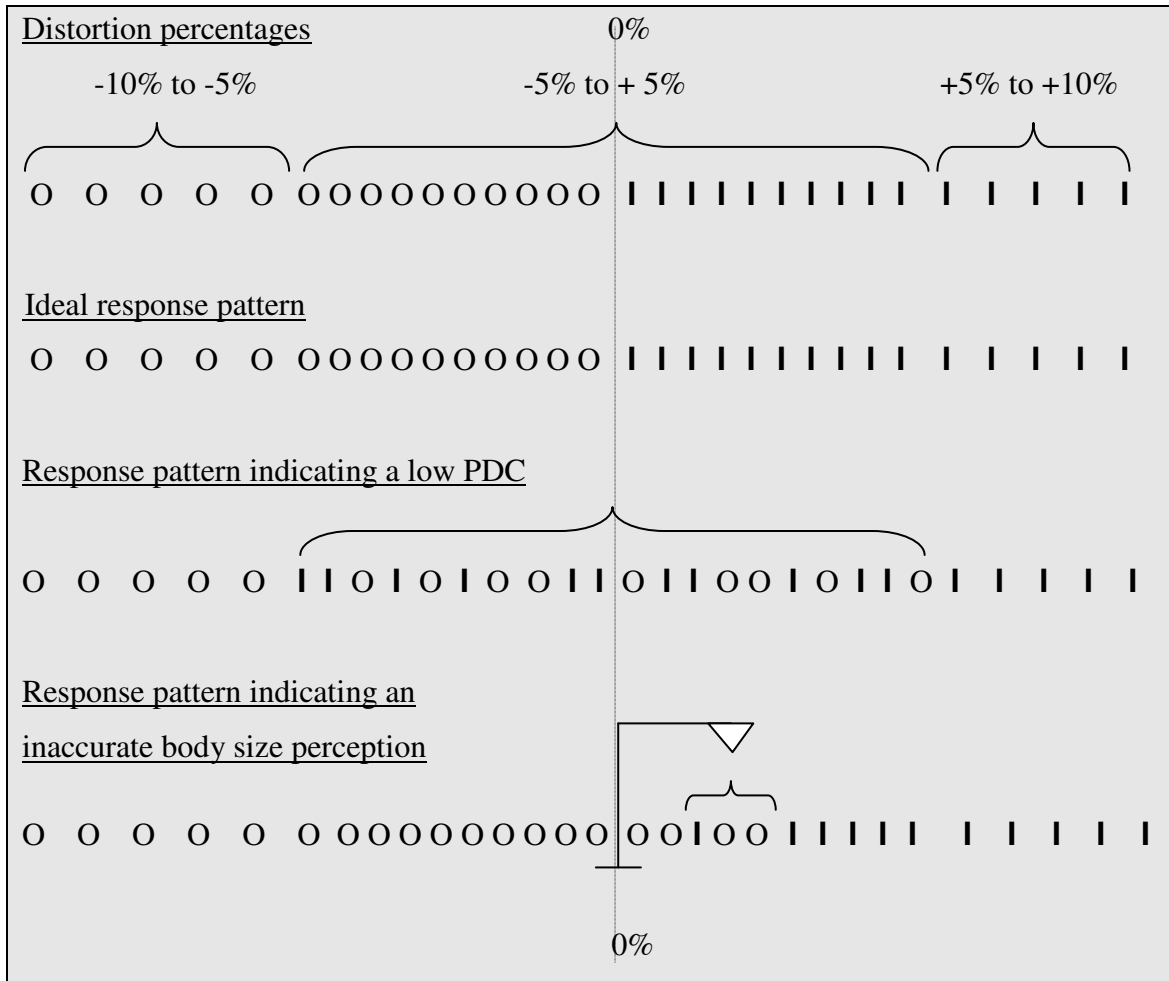 Distortion percentages 0%
-10% to -5% -5% to + 5% +5% to +10%
O O O O O O O O O O O O O O O I I I I I I I I I I I I I I I
Ideal response pattern
O O O O O O O O O O O O O O O I I I I I I I I I I I I I I I
Response pattern indicating a low PDC
O O O O O I I O I O I O O I I O I I O O I O I I O I I I I I
Response pattern indicating an
inaccurate body size perception
O O O O O O O O O O O O O O O O O I O O I I I I I I I I I I
0%